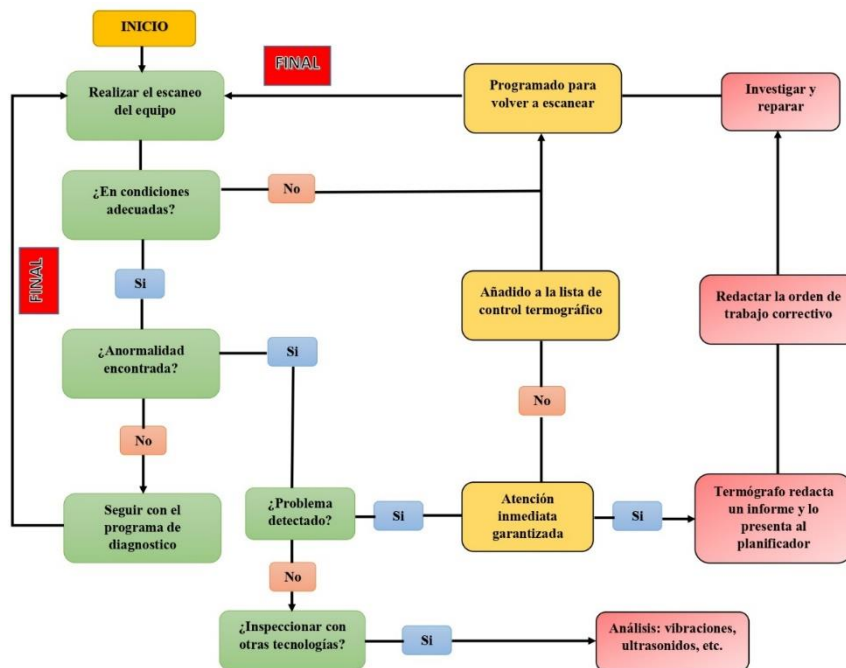 INICIO
FINAL
Realizar el escaneo
del equipo
Programado para
volver a escanear
Investigar y
reparar
¿En condiciones
adecuadas?
No
FINAL
Si
Añadido a la lista de
control termográfico
Redactar la orden de
trabajo correctivo
¿Anormalidad
encontrada?
Si
No
No
Seguir con el
programa de
diagnostico
¿Problema
detectado?
Si
Atención
inmediata
garantizada
Si
Termógrafo redacta
un informe y lo
presenta al
planificador
No
¿Inspeccionar con
otras tecnologías?
Si
Análisis: vibraciones,
ultrasonidos, etc.